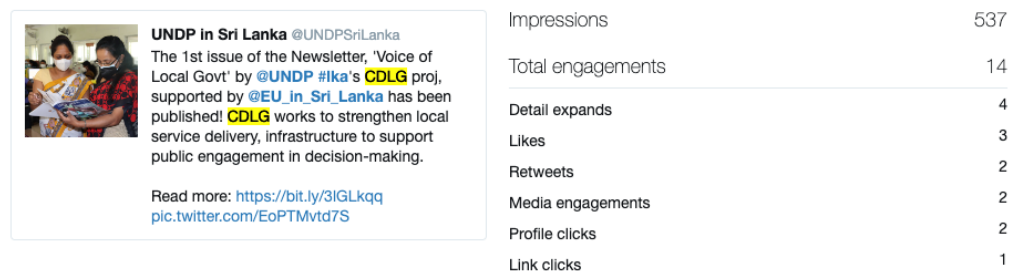 UNDP in Sri Lanka @UNDPSriLanka
The 1st issue of the Newsletter, 'Voice of
Local Govt' by @UNDP #lka's CDLG proj,
supported by @EU_in_Sri_Lanka has been
published! CDLG works to strengthen local
service delivery, infrastructure to support
public engagement in decision-making.
Read more: https://bit.ly/3lGLkqq
pic.twitter.com/EoPTMvtd7S
Impressions 537
Total engagements 14
Detail expands 4
Likes 3
Retweets 2
Media engagements 2
Profile clicks 2
Link clicks 1